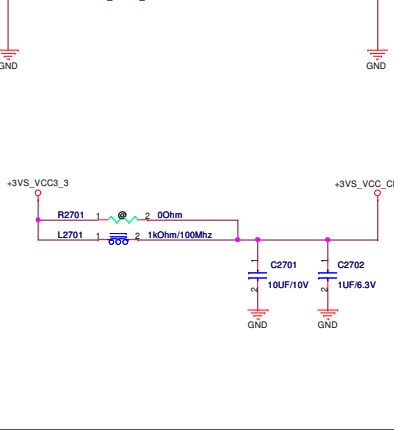 GND
GND
+3VS_VCC3_3
+3VS_VCC_C
R2701 1 @ 2 0Ohm
L2701 1 2 1kOhm/100Mhz
1 C2701
1 C2702
2 10UF/10V
2 1UF/6.3V
GND
GND